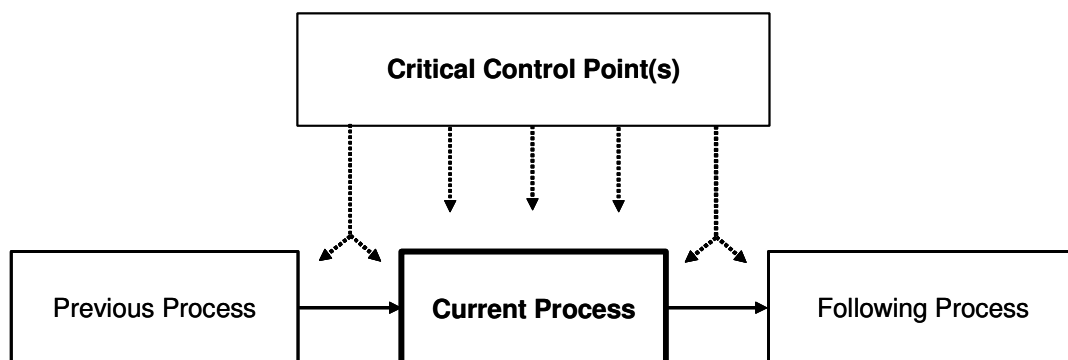 Critical Control Point(s)
Previous Process
Current Process
Following Process